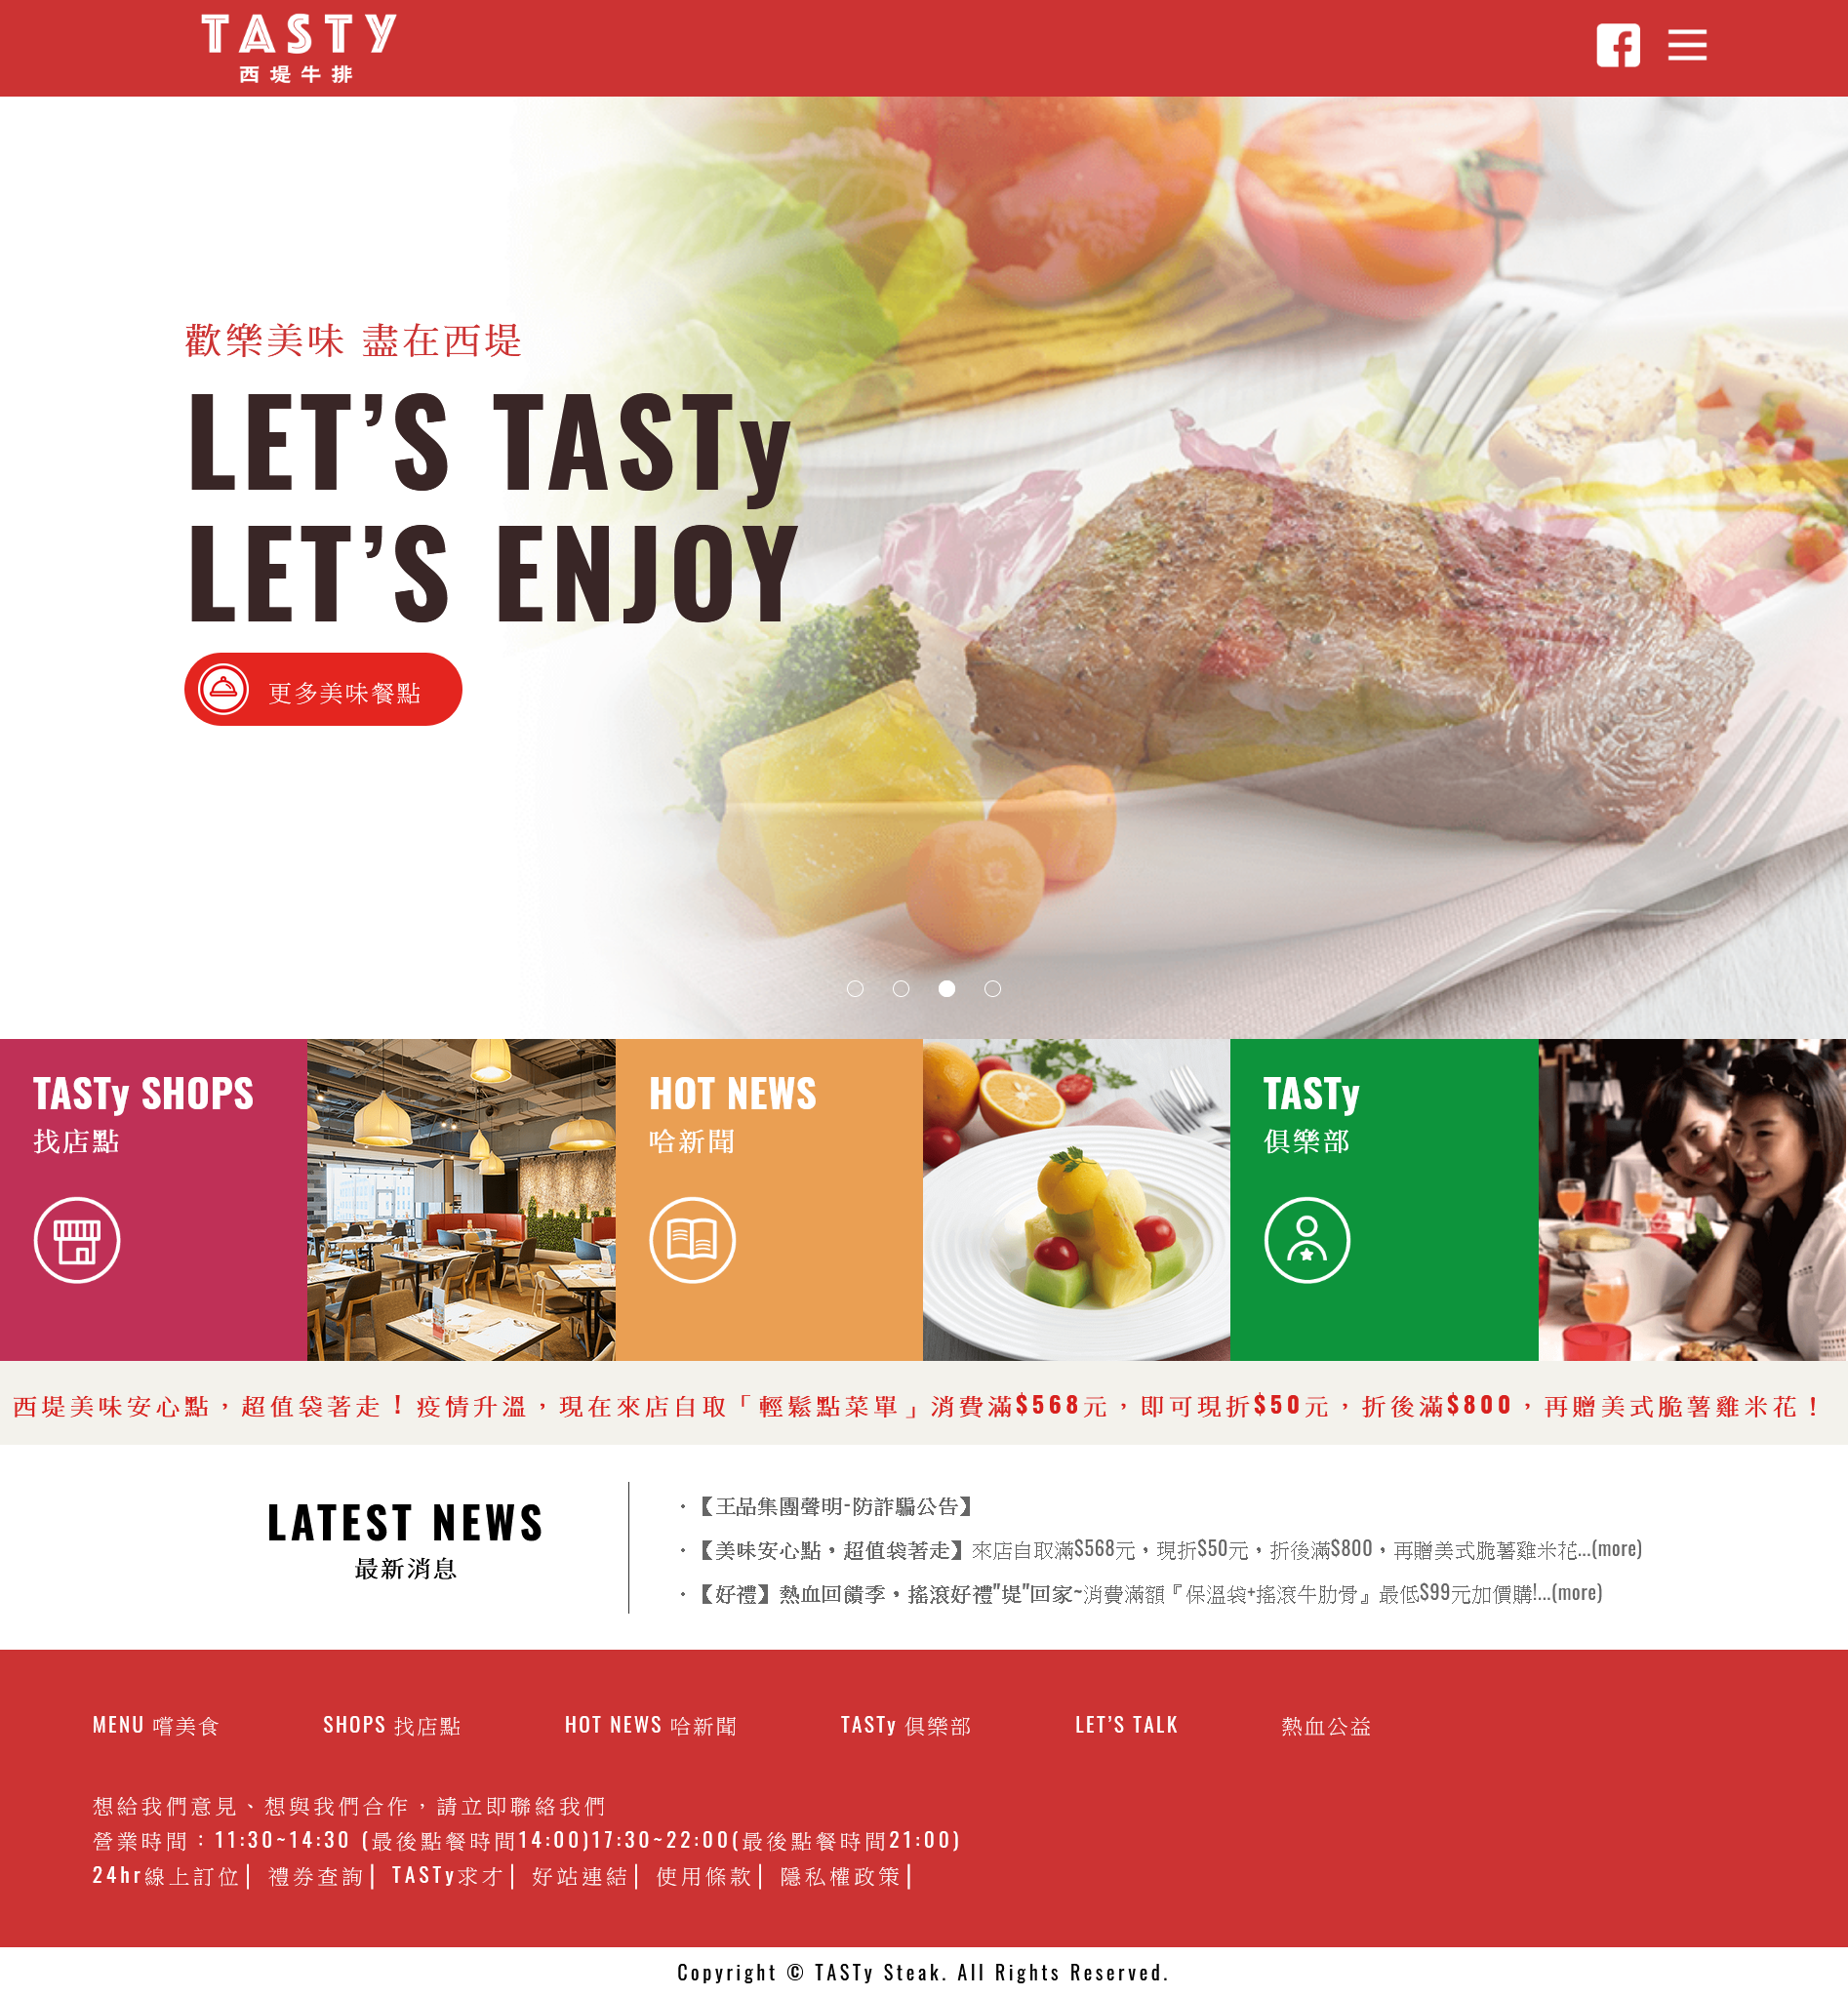 TASTY
西堤牛排
歡樂美味 盡在西堤
LET’S TASTy
LET’S ENJOY
更多美味餐點
TASTy SHOPS
找店點
HOT NEWS
哈新聞
TASTy
俱樂部
西堤美味安心點，超值袋著走！疫情升溫，現在來店自取「輕鬆點菜單」消費滿$568元，即可現折$50元，折後滿$800，再贈美式脆薯雞米花！
LATEST NEWS
最新消息
・【王品集團聲明-防詐騙公告】
・【美味安心點，超值袋著走】來店自取滿$568元，現折$50元，折後滿$800，再贈美式脆薯雞米花...(more)
・【好禮】熱血回饋季，搖滾好禮"堤"回家~消費滿額『保溫袋+搖滾牛肋骨』最低$99元加價購!...(more)
MENU 嚐美食 SHOPS 找店點 HOT NEWS 哈新聞 TASTy 俱樂部 LET’S TALK 熱血公益
想給我們意見、想與我們合作，請立即聯絡我們
營業時間：11:30~14:30 (最後點餐時間14:00)17:30~22:00(最後點餐時間21:00)
24hr線上訂位│ 禮券查詢│ TASTy求才│ 好站連結│ 使用條款│ 隱私權政策│
Copyright © TASTy Steak. All Rights Reserved.